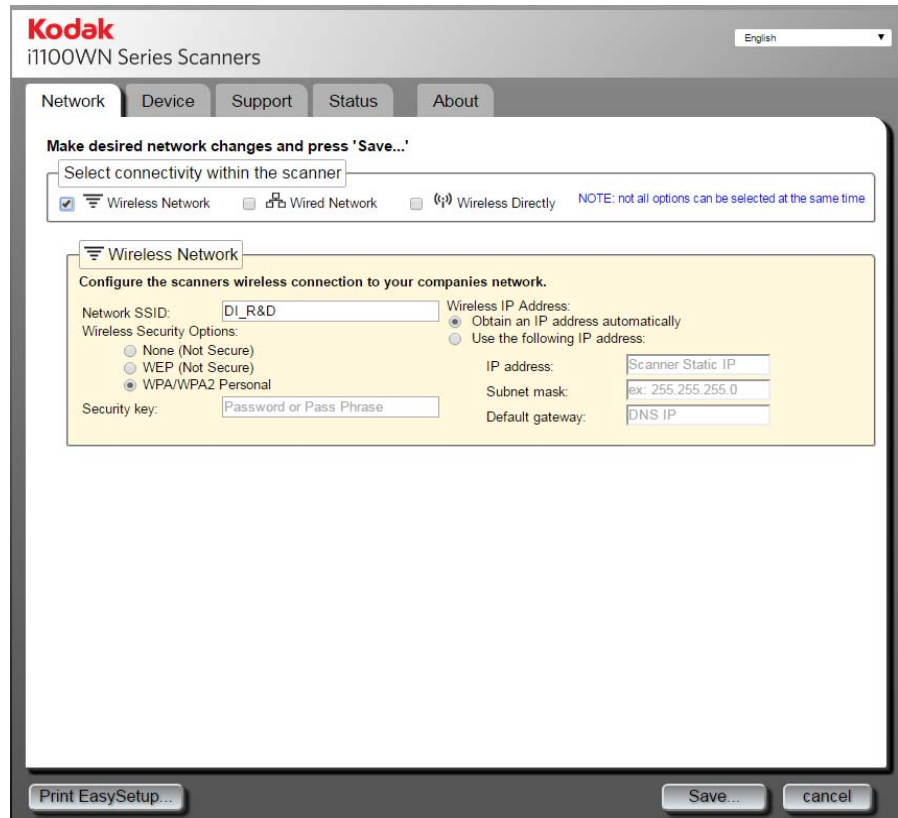 Kodak
i1100WN Series Scanners
English
Network Device Support Status About
Make desired network changes and press 'Save...'
Select connectivity within the scanner
Wireless Network Wired Network Wireless Directly NOTE: not all options can be selected at the same time
Wireless Network
Configure the scanners wireless connection to your companies network.
Network SSID: DI_R&D
Wireless Security Options:
None (Not Secure)
WEP (Not Secure)
WPA/WPA2 Personal
Security key: Password or Pass Phrase
Wireless IP Address:
Obtain an IP address automatically
Use the following IP address:
IP address: Scanner Static IP
Subnet mask: ex: 255.255.255.0
Default gateway: DNS IP
Print EasySetup... Save... cancel